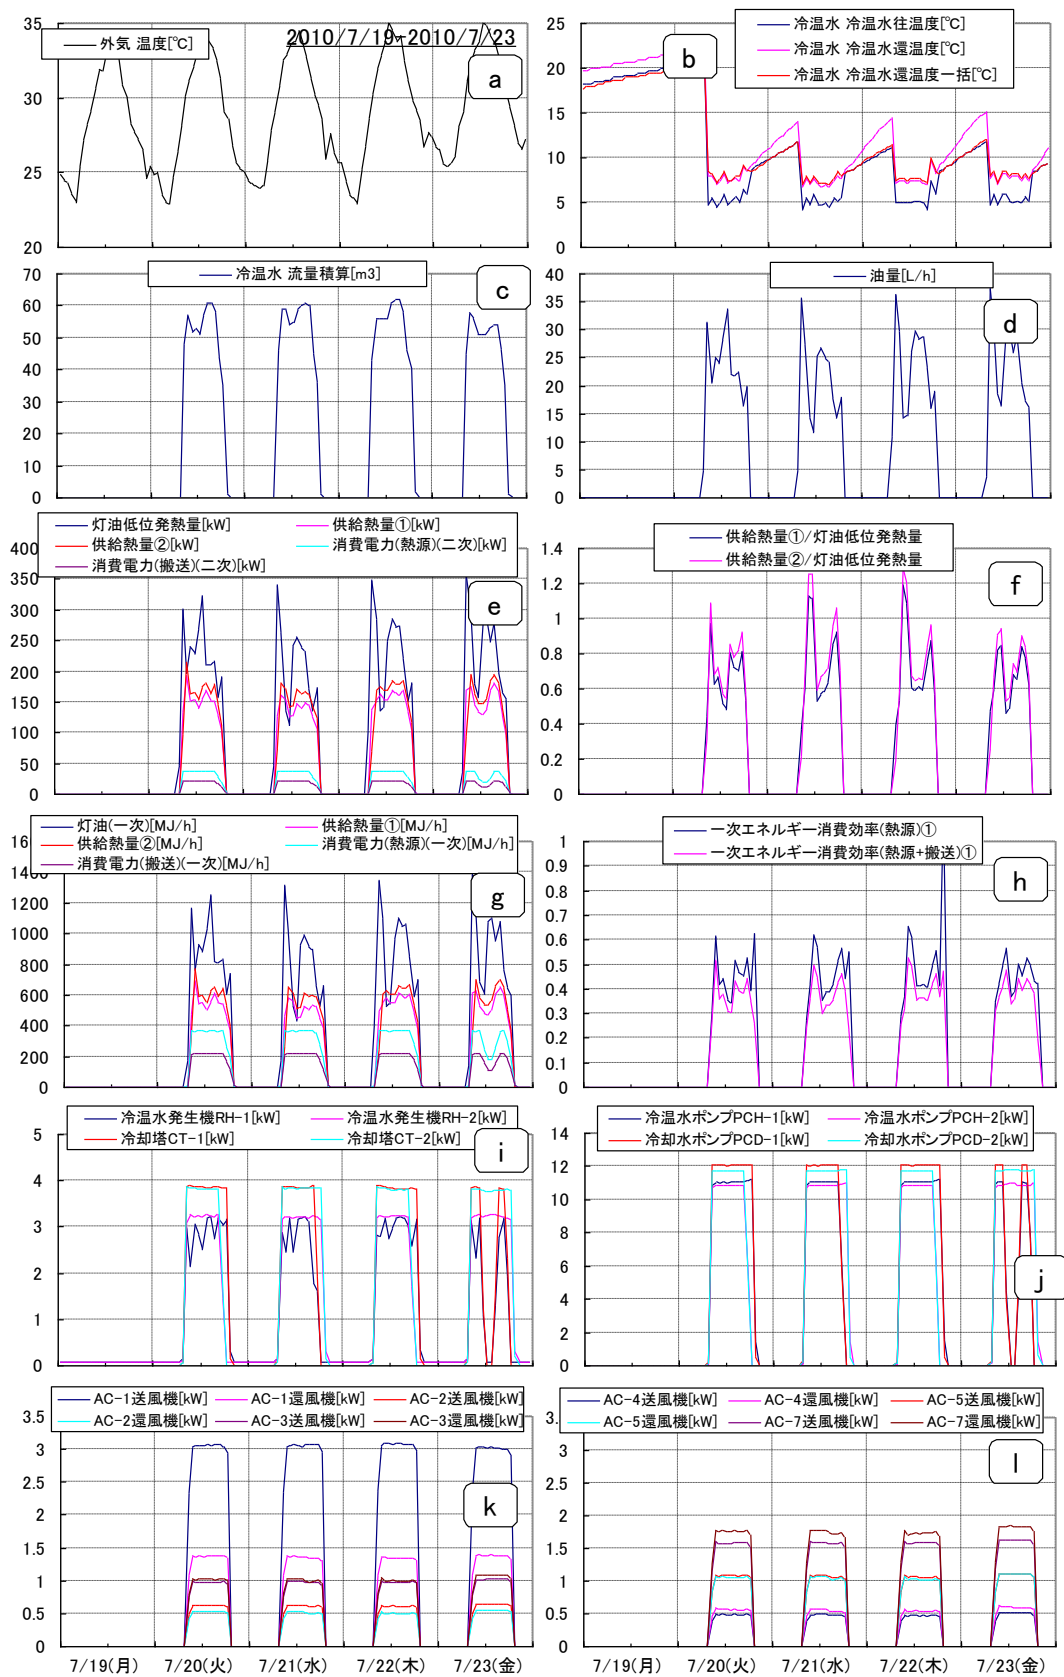 2010/7/19-2010/7/23
外気 温度[℃]
a
35
30
25
20
冷温水 冷温水往温度[℃]
冷温水 冷温水還温度[℃]
冷温水 冷温水還温度一括[℃]
b
25
20
15
10
5
0
冷温水 流量積算[m3]
c
70
60
50
40
30
20
10
0
油量[L/h]
d
40
35
30
25
20
15
10
5
0
灯油低位発熱量[kW] 供給熱量①[kW]
供給熱量②[kW] 消費電力(熱源)(二次)[kW]
消費電力(搬送)(二次)[kW]
e
400
350
300
250
200
150
100
50
0
供給熱量①/灯油低位発熱量
供給熱量②/灯油低位発熱量
f
1.4
1.2
1
0.8
0.6
0.4
0.2
0
灯油(一次)[MJ/h] 供給熱量①[MJ/h]
供給熱量②[MJ/h] 消費電力(熱源)(一次)[MJ/h]
消費電力(搬送)(一次)[MJ/h]
g
16
1400
1200
1000
800
600
400
200
0
一次エネルギー消費効率(熱源)①
一次エネルギー消費効率(熱源+搬送)①
h
1
0.9
0.8
0.7
0.6
0.5
0.4
0.3
0.2
0.1
0
冷温水発生機RH-1[kW] 冷温水発生機RH-2[kW]
冷却塔CT-1[kW] 冷却塔CT-2[kW]
i
5
4
3
2
1
0
冷温水ポンプPCH-1[kW] 冷温水ポンプPCH-2[kW]
冷却水ポンプPCD-1[kW] 冷却水ポンプPCD-2[kW]
j
14
12
10
8
6
4
2
0
AC-1送風機[kW] AC-1還風機[kW] AC-2送風機[kW]
AC-2還風機[kW] AC-3送風機[kW] AC-3還風機[kW]
k
3.5
3
2.5
2
1.5
1
0.5
0
7/19(月) 7/20(火) 7/21(水) 7/22(木) 7/23(金)
AC-4送風機[kW] AC-4還風機[kW] AC-5送風機[kW]
AC-5還風機[kW] AC-7送風機[kW] AC-7還風機[kW]
l
3.
3
2.5
2
1.5
1
0.5
0
7/19(月) 7/20(火) 7/21(水) 7/22(木) 7/23(金)